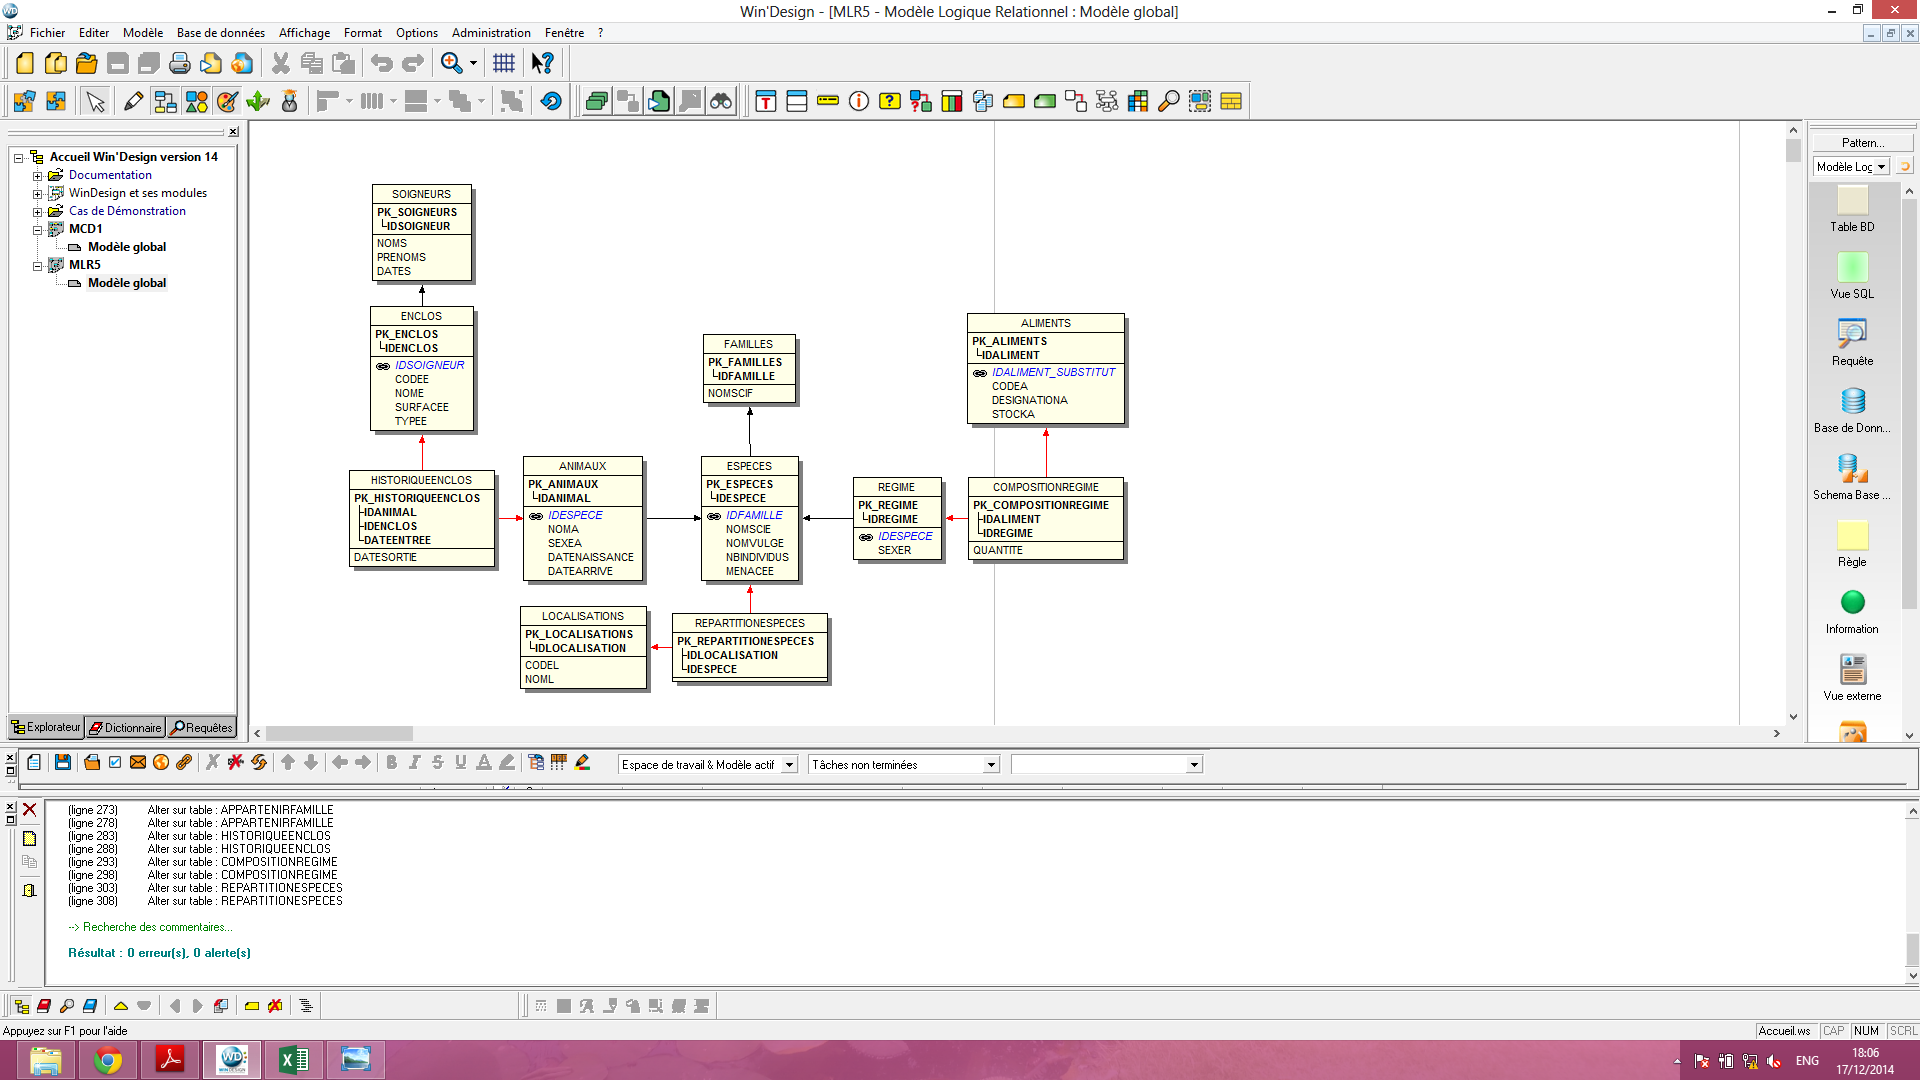 Win'Design - [MLR5 - Modèle Logique Relationnel : Modèle global]
Fichier Editer Modèle Base de données Affichage Format Options Administration Fenêtre ?
Accueil Win'Design version 14
Documentation
WinDesign et ses modules
Cas de Démonstration
MCD1
Modèle global
MLR5
Modèle global
Explorateur Dictionnaire Requêtes
SOIGNEURS
PK_SOIGNEURS
IDSOIGNEUR
NOMS
PRENOMS
DATES
ENCLOS
PK_ENCLOS
IDENCLOS
IDSOIGNEUR
CODEE
NOME
SURFACEE
TYPEE
FAMILLES
PK_FAMILLES
IDFAMILLE
NOMSCIF
ALIMENTS
PK_ALIMENTS
IDALIMENT
IDALIMENT_SUBSTITUT
CODEA
DESIGNATIONA
STOCKA
HISTORIQUEENCLOS
PK_HISTORIQUEENCLOS
IDANIMAL
IDENCLOS
DATEENTREE
DATESORTIE
ANIMAUX
PK_ANIMAUX
IDANIMAL
IDESPECE
NOMA
SEXEA
DATENAISSANCE
DATEARRIVE
ESPECES
PK_ESPECES
IDESPECE
IDFAMILLE
NOMSCIE
NOMVULGE
NBINDIVIDUS
MENACEE
REGIME
PK_REGIME
IDREGIME
IDESPECE
SEXER
COMPOSITIONREGIME
PK_COMPOSITIONREGIME
IDALIMENT
IDREGIME
QUANTITE
LOCALISATIONS
PK_LOCALISATIONS
IDLOCALISATION
CODEL
NOML
REPARTITIONESPECES
PK_REPARTITIONESPECES
IDLOCALISATION
IDESPECE
Pattern...
Modèle Log
Table BD
Vue SQL
Requête
Base de Donn...
Schema Base ...
Règle
Information
Vue externe
Espace de travail & Modèle actif Tâches non terminées
(ligne 273) Alter sur table : APPARTENIRFAMILLE
(ligne 278) Alter sur table : APPARTENIRFAMILLE
(ligne 283) Alter sur table : HISTORIQUEENCLOS
(ligne 288) Alter sur table : HISTORIQUEENCLOS
(ligne 293) Alter sur table : COMPOSITIONREGIME
(ligne 298) Alter sur table : COMPOSITIONREGIME
(ligne 303) Alter sur table : REPARTITIONESPECES
(ligne 308) Alter sur table : REPARTITIONESPECES
--> Recherche des commentaires...
Résultat : 0 erreur(s), 0 alerte(s)
Appuyez sur F1 pour l'aide
Accueil.ws CAP NUM SCRL
ENG
18:06
17/12/2014